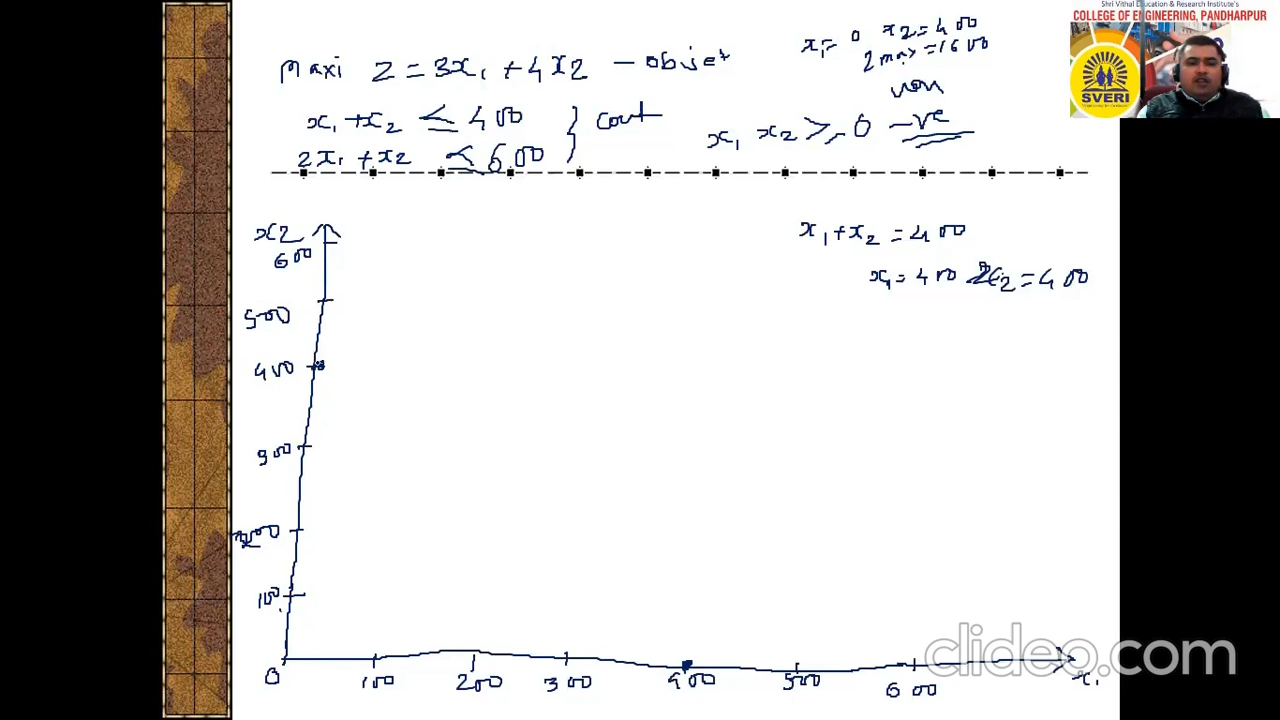 Shri Vithal Education & Research Institute's
COLLEGE OF ENGINEERING, PANDHARPUR
SVERI
x₁ = 0 x2 = 400
Zmax = 1600
Maxi Z = 3x₁ + 4x2 - objet
x₁ + x₂ ≤ 400
2x₁ + x2 ≤ 600
} cont
non
x₁ x₂ ≥ 0 -ve
x₁ + x₂ = 400
x₁ = 400 x₂ = 400
x2
600
500
400
300
200
100
0
100 200 300 400 500 600 x₁
clideo.com